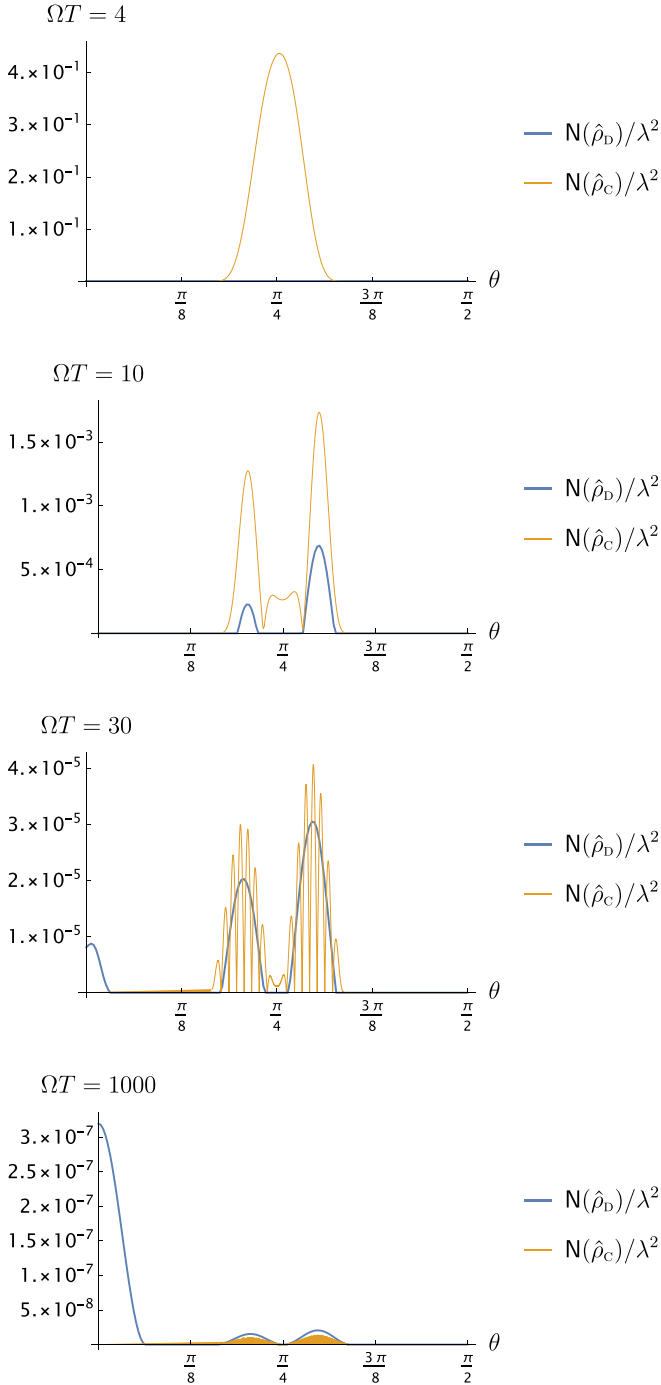 ΩT = 4
4.×10⁻¹
3.×10⁻¹
2.×10⁻¹
1.×10⁻¹
π/8 π/4 3π/8 π/2 θ
N(ρ̂_D)/λ²
N(ρ̂_C)/λ²
ΩT = 10
1.5×10⁻³
1.×10⁻³
5.×10⁻⁴
π/8 π/4 3π/8 π/2 θ
N(ρ̂_D)/λ²
N(ρ̂_C)/λ²
ΩT = 30
4.×10⁻⁵
3.×10⁻⁵
2.×10⁻⁵
1.×10⁻⁵
π/8 π/4 3π/8 π/2 θ
N(ρ̂_D)/λ²
N(ρ̂_C)/λ²
ΩT = 1000
3.×10⁻⁷
2.5×10⁻⁷
2.×10⁻⁷
1.5×10⁻⁷
1.×10⁻⁷
5.×10⁻⁸
π/8 π/4 3π/8 π/2 θ
N(ρ̂_D)/λ²
N(ρ̂_C)/λ²